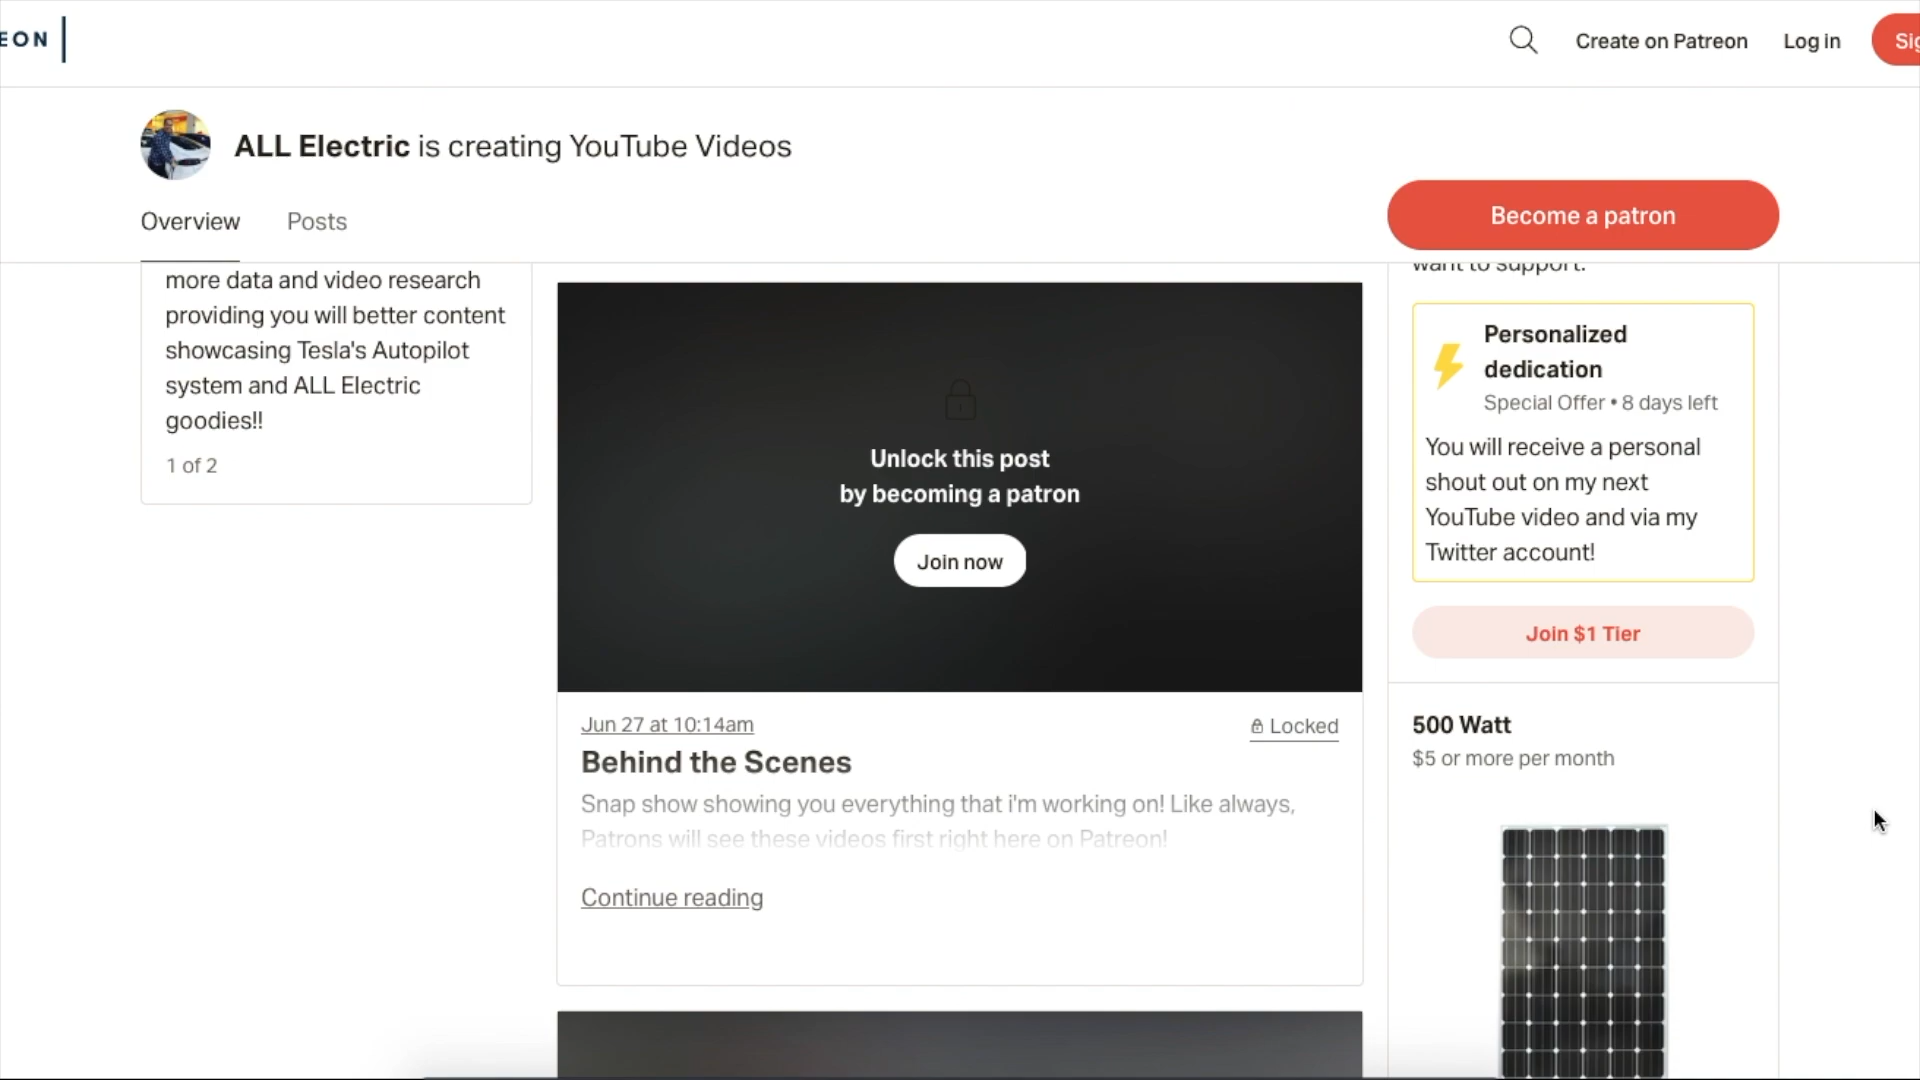 EON
Create on Patreon
Log in
Sig
ALL Electric is creating YouTube Videos
Overview
Posts
Become a patron
more data and video research
providing you will better content
showcasing Tesla's Autopilot
system and ALL Electric
goodies!!
1 of 2
Unlock this post
by becoming a patron
Join now
Jun 27 at 10:14am
Locked
Behind the Scenes
Snap show showing you everything that i'm working on! Like always,
Patrons will see these videos first right here on Patreon!
Continue reading
want to support.
Personalized
dedication
Special Offer • 8 days left
You will receive a personal
shout out on my next
YouTube video and via my
Twitter account!
Join $1 Tier
500 Watt
$5 or more per month